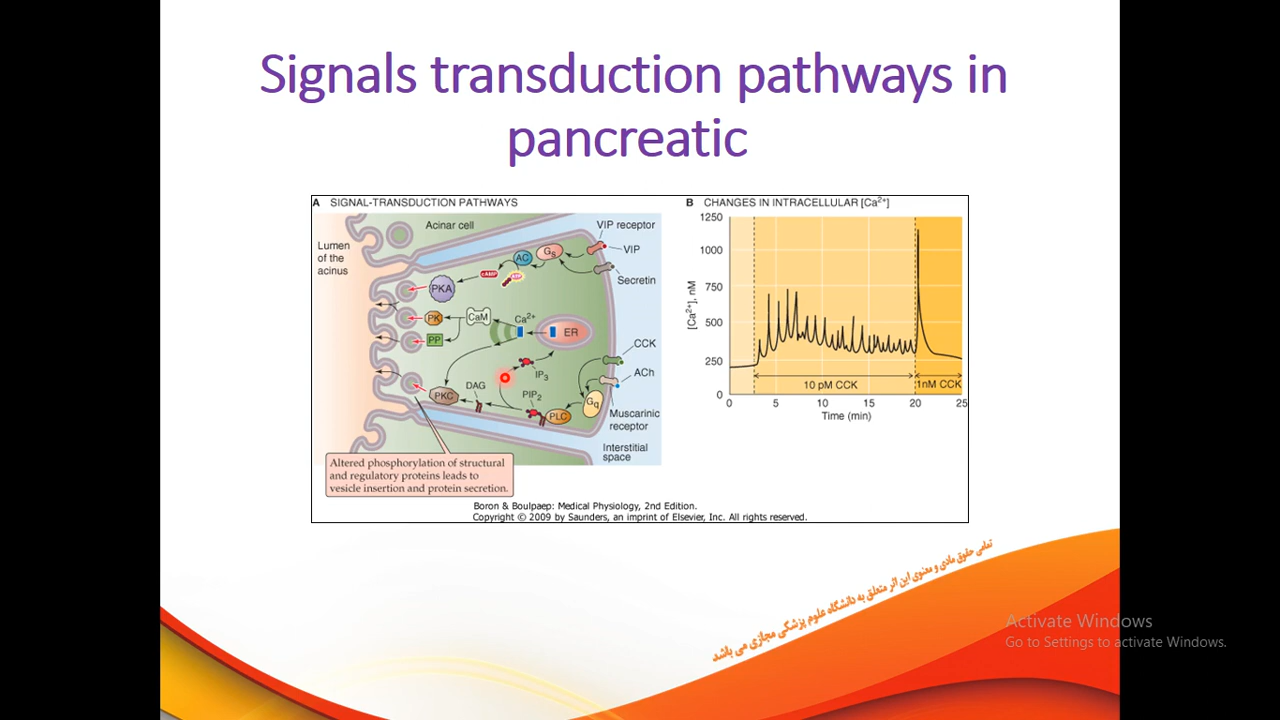 Signals transduction pathways in
pancreatic
A SIGNAL-TRANSDUCTION PATHWAYS
Acinar cell
Lumen
of the
acinus
VIP receptor
VIP
Secretin
Gs
AC
cAMP
ATP
PKA
PK
CaM
Ca2+
PP
ER
CCK
ACh
IP3
DAG
PIP2
PKC
PLC
Gq
Muscarinic
receptor
Interstitial
space
Altered phosphorylation of structural
and regulatory proteins leads to
vesicle insertion and protein secretion.
B CHANGES IN INTRACELLULAR [Ca2+]
[Ca2+], nM
1250
1000
750
500
250
0
10 pM CCK
1nM CCK
0 5 10 15 20 25
Time (min)
Boron & Boulpaep: Medical Physiology, 2nd Edition.
Copyright © 2009 by Saunders, an imprint of Elsevier, Inc. All rights reserved.
تمامی حقوق مادی و معنوی این اثر متعلق به دانشگاه علوم پزشکی مجازی می باشد
Activate Windows
Go to Settings to activate Windows.